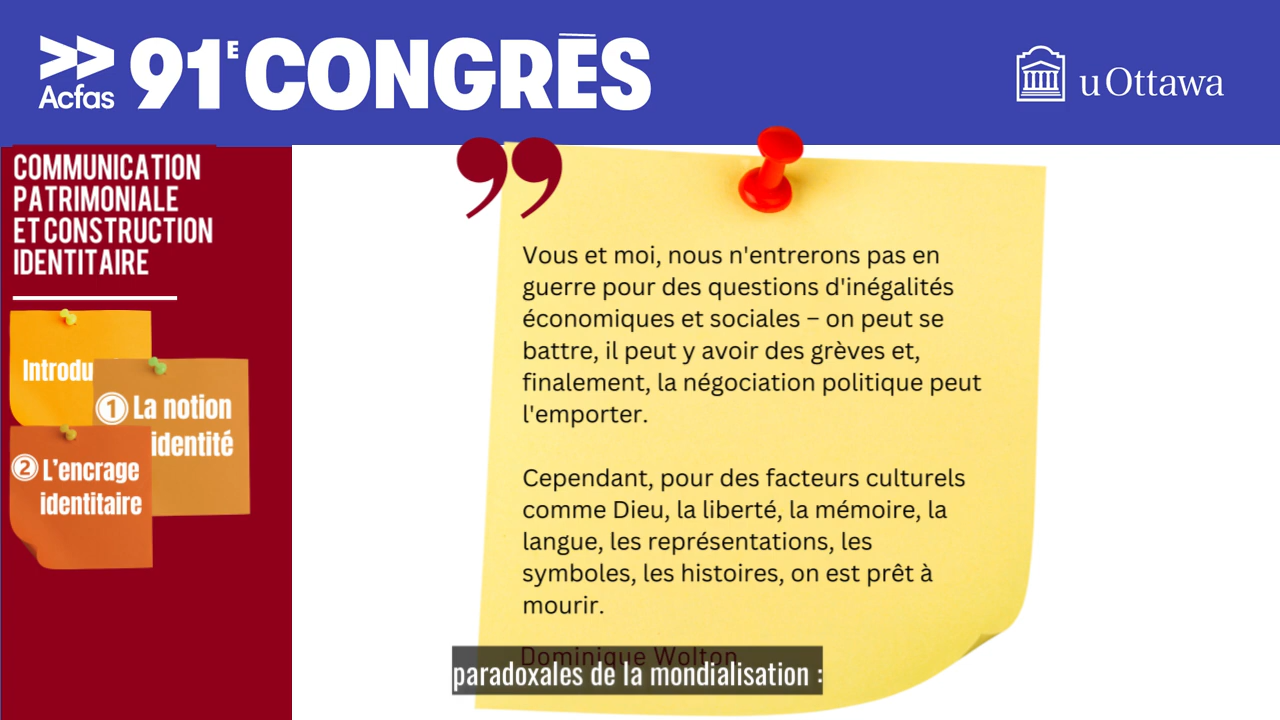 Acfas
91E CONGRÈS
uOttawa
COMMUNICATION
PATRIMONIALE
ET CONSTRUCTION
IDENTITAIRE
Introdu
1 La notion
identité
2 L'encrage
identitaire
”
Vous et moi, nous n'entrerons pas en
guerre pour des questions d'inégalités
économiques et sociales – on peut se
battre, il peut y avoir des grèves et,
finalement, la négociation politique peut
l'emporter.
Cependant, pour des facteurs culturels
comme Dieu, la liberté, la mémoire, la
langue, les représentations, les
symboles, les histoires, on est prêt à
mourir.
Dominique Wolton
paradoxales de la mondialisation :